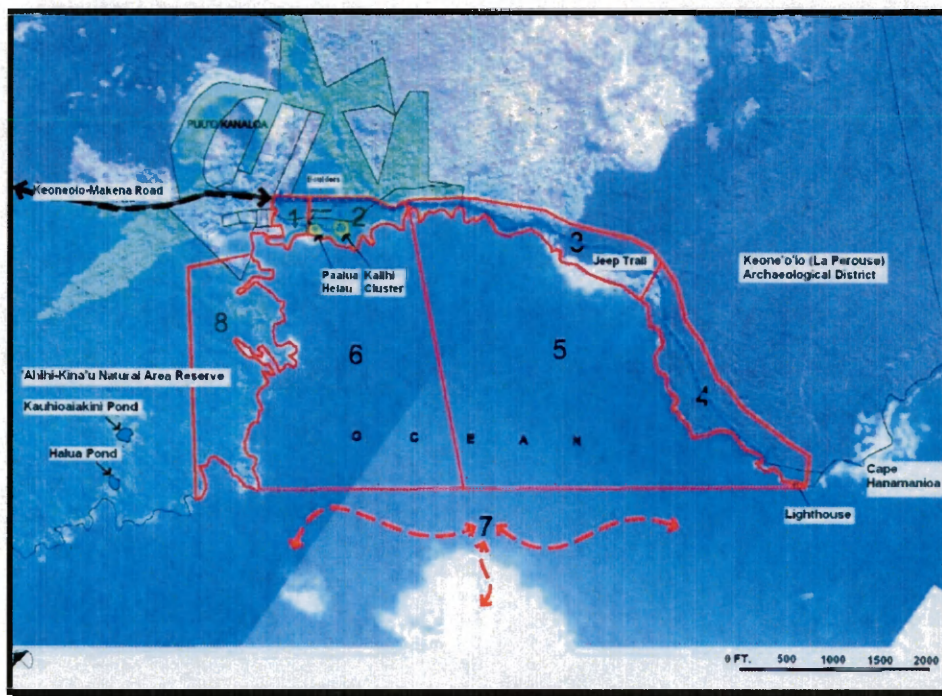 PU'U O KANALOA
Boulders
Keoneoio-Makena Road
1
2
3
Paalua
Heiau
Kalihi
Cluster
Jeep Trail
Keone'o'Io (La Perouse)
Archaeological District
8
6
5
4
'Ahihi-Kina'u Natural Area Reserve
Kauhioaiakini Pond
Halua Pond
O C E A N
Cape
Hanamanioa
Lighthouse
7
0 FT. 500 1000 1500 2000